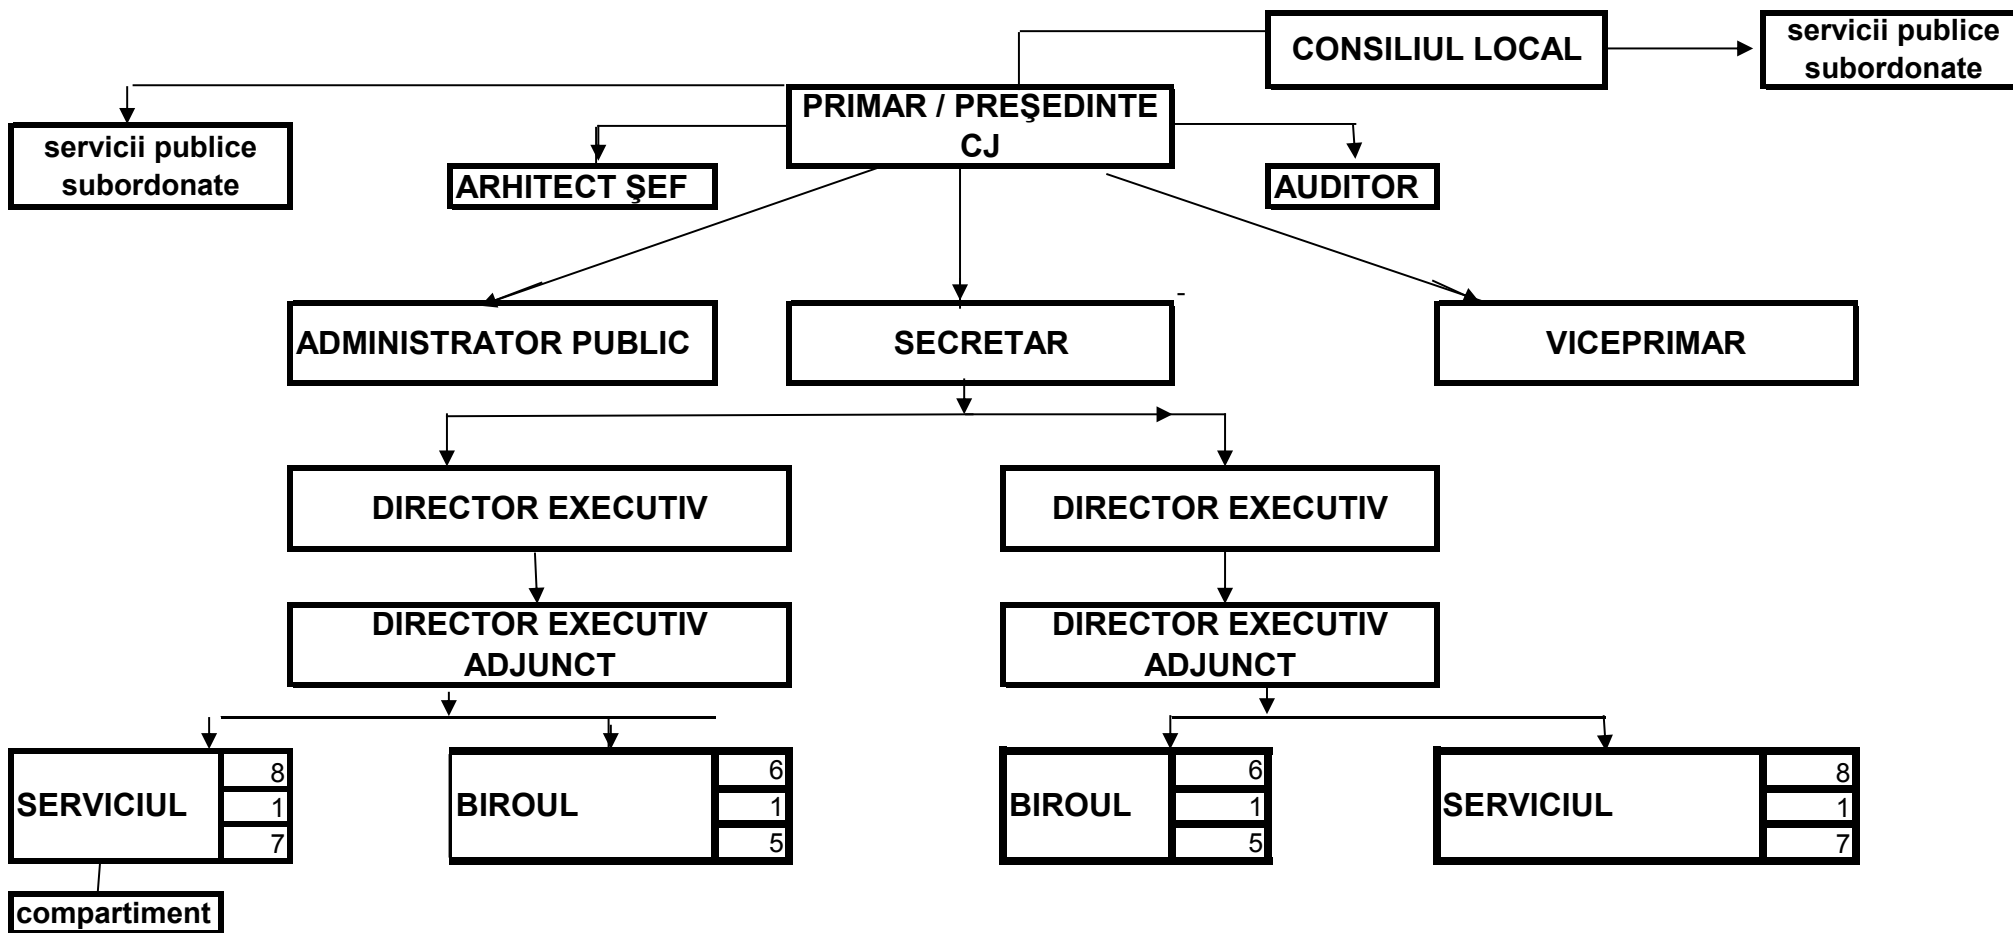 CONSILIUL LOCAL
servicii publice
subordonate
PRIMAR / PREŞEDINTE
CJ
servicii publice
subordonate
ARHITECT ŞEF
AUDITOR
-
ADMINISTRATOR PUBLIC
SECRETAR
VICEPRIMAR
DIRECTOR EXECUTIV
DIRECTOR EXECUTIV
DIRECTOR EXECUTIV
ADJUNCT
DIRECTOR EXECUTIV
ADJUNCT
SERVICIUL
8
1
7
BIROUL
6
1
5
BIROUL
6
1
5
SERVICIUL
8
1
7
compartiment